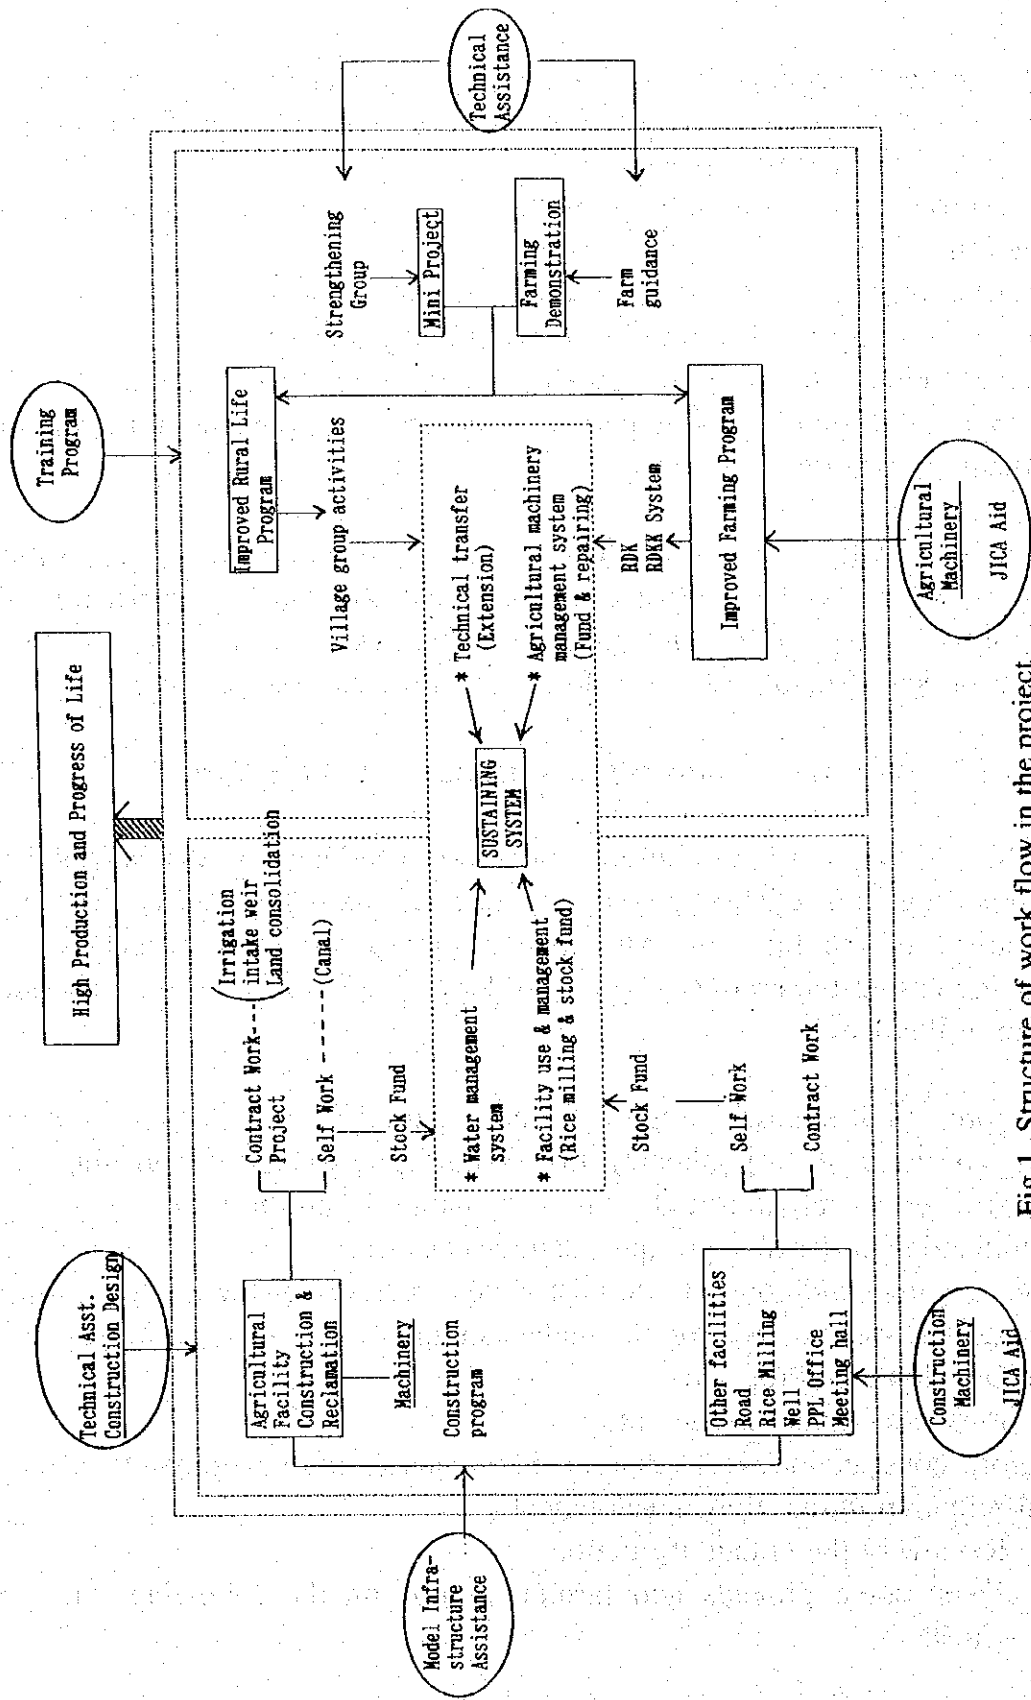 High Production and Progress of Life
Technical Asst.
Construction Design
Training
Program
Model Infra-
structure
Assistance
Agricultural
Facility
Construction &
Reclamation
Machinery
Construction
program
Other facilities
Road
Rice Milling
Well
PPL Office
Meeting hall
Construction
Machinery
JICA Aid
Contract Work---
Project
Irrigation
intake weir
Land consolidation
Self Work -----(Canal)
Stock Fund
* Water management
system
* Facility use & management
(Rice milling & stock fund)
Stock Fund
Self Work
Contract Work
SUSTAINING
SYSTEM
* Technical transfer
(Extension)
* Agricultural machinery
management system
(Fund & repairing)
Improved Rural Life
Program
Village group activities
RDK
RDKK System
Improved Farming Program
Agricultural
Machinery
JICA Aid
Strengthening
Group
Mini Project
Farming
Demonstration
Farm
guidance
Technical
Assistance
Fig.1 Structure of work flow in the project